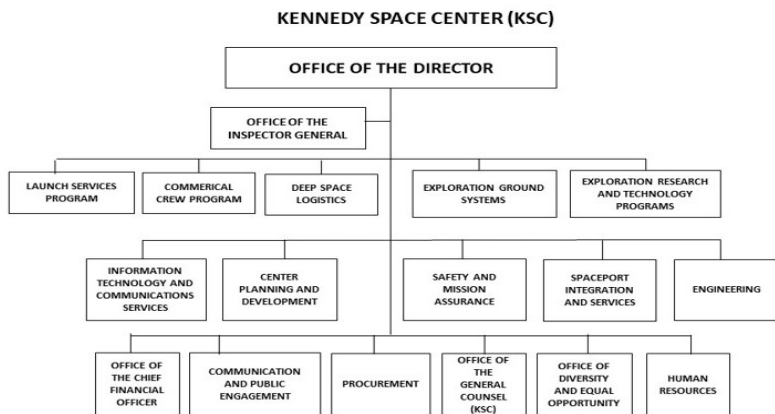 KENNEDY SPACE CENTER (KSC)
OFFICE OF THE DIRECTOR
OFFICE OF THE
INSPECTOR GENERAL
LAUNCH SERVICES
PROGRAM
COMMERICAL
CREW PROGRAM
DEEP SPACE
LOGISTICS
EXPLORATION GROUND
SYSTEMS
EXPLORATION RESEARCH
AND TECHNOLOGY
PROGRAMS
INFORMATION
TECHNOLOGY AND
COMMUNICATIONS
SERVICES
CENTER
PLANNING AND
DEVELOPMENT
SAFETY AND
MISSION
ASSURANCE
SPACEPORT
INTEGRATION
AND SERVICES
ENGINEERING
OFFICE OF
THE CHIEF
FINANCIAL
OFFICER
COMMUNICATION
AND PUBLIC
ENGAGEMENT
PROCUREMENT
OFFICE OF
THE
GENERAL
COUNSEL
(KSC)
OFFICE OF
DIVERSITY
AND EQUAL
OPPORTUNITY
HUMAN
RESOURCES